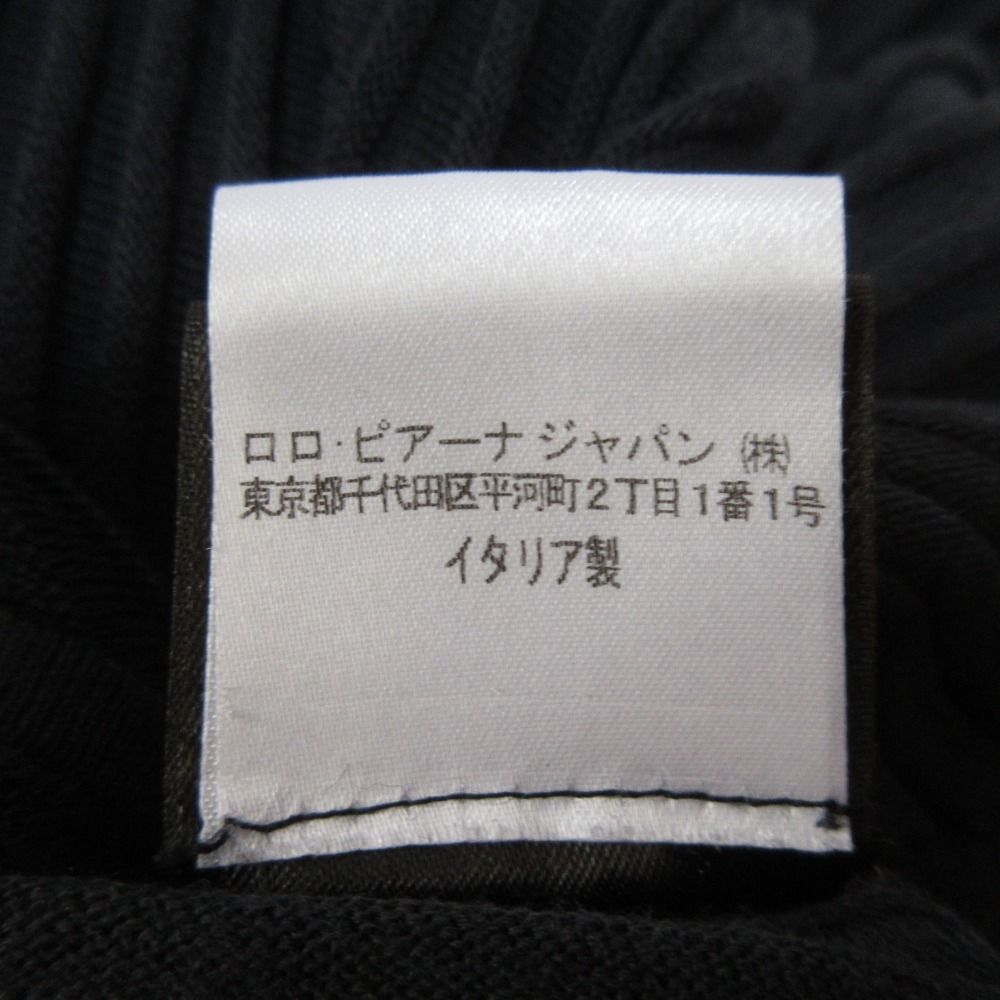 ロロ・ピアーナ ジャパン ㈱
東京都千代田区平河町2丁目1番1号
イタリア製